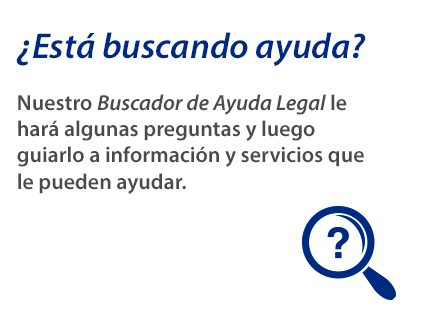 ¿Está buscando ayuda?
Nuestro Buscador de Ayuda Legal le
hará algunas preguntas y luego
guiarlo a información y servicios que
le pueden ayudar.
?